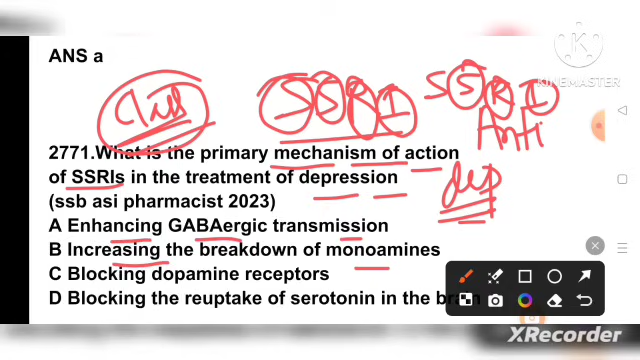 ANS a
KINEMASTER
Class SSRI SSRI
Anti
2771.What is the primary mechanism of action
of SSRIs in the treatment of depression
dep
(ssb asi pharmacist 2023)
A Enhancing GABAergic transmission
B Increasing the breakdown of monoamines
C Blocking dopamine receptors
D Blocking the reuptake of serotonin in the brain
XRecorder